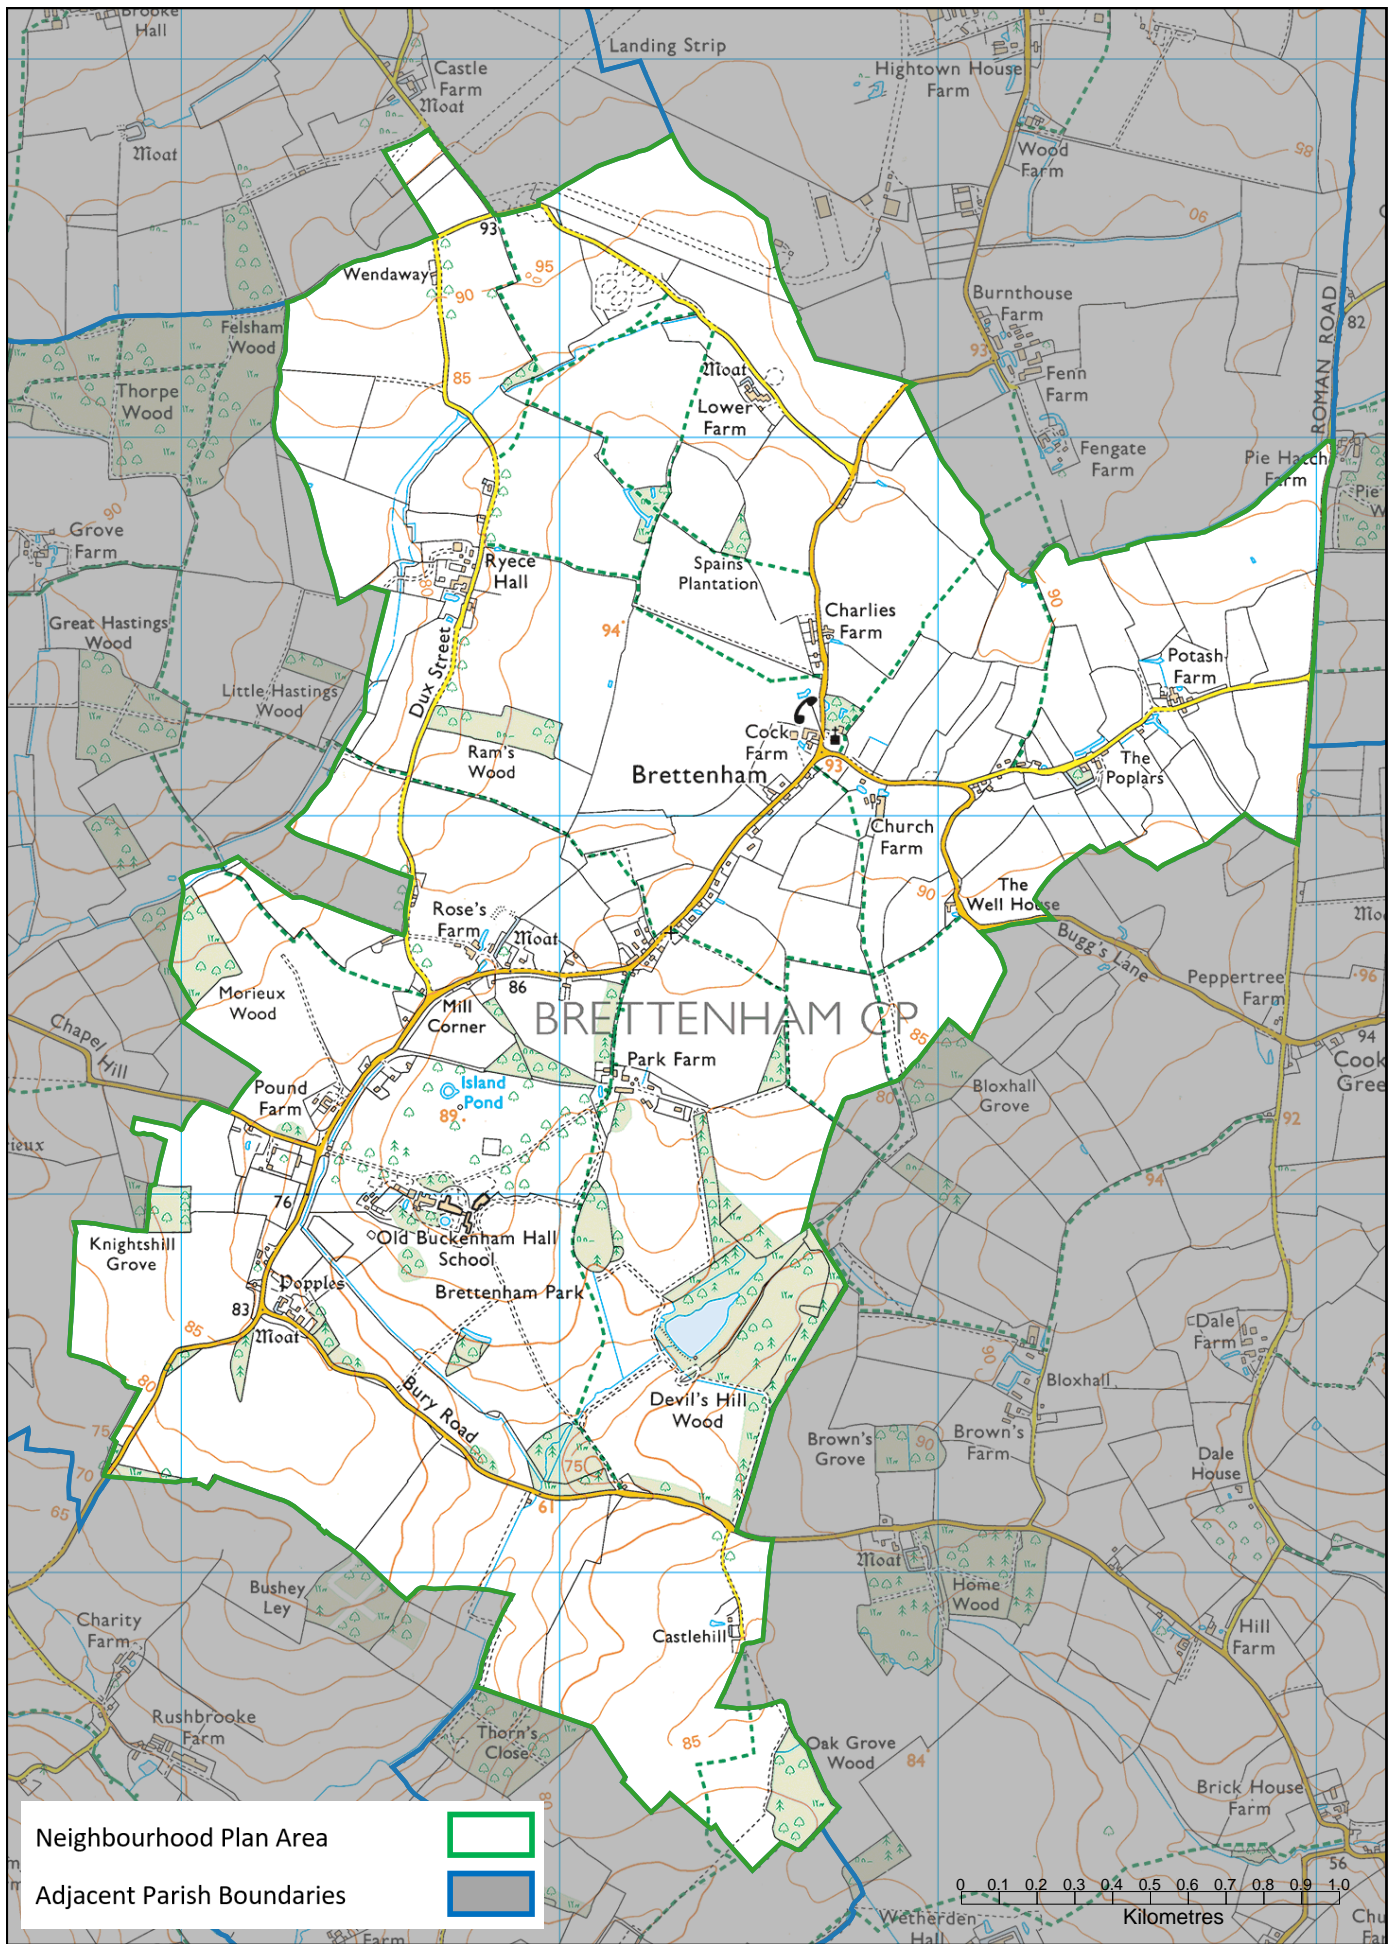 Brooke
Hall
Landing Strip
Castle
Farm
Moat
Hightown House
Farm
Moat
Wood
Farm
85
90
93
Wendaway
95
90
Burnthouse
Farm
ROMAN ROAD
82
Felsham
Wood
93
Fenn
Farm
Thorpe
Wood
85
Moat
Lower
Farm
Fengate
Farm
Pie Hatch
Farm
Pie
W
90
Grove
Farm
Ryece
Hall
80
Spains
Plantation
90
Great Hastings
Wood
94
Charlies
Farm
Potash
Farm
Dux Street
Little Hastings
Wood
Cock
Farm
Ram's
Wood
93
The
Poplars
Brettenham
Church
Farm
90
The
Well House
Rose's
Farm
Moat
Bugg's Lane
Peppertree
Farm
96
86
Morieux
Wood
Mill
Corner
BRETTENHAM CP
85
94
Cook
Gree
Chapel Hill
Park Farm
Island
Pond
89
Pound
Farm
80
Bloxhall
Grove
92
rieux
94
76
Knightshill
Grove
Old Buckenham Hall
School
Popples
Brettenham Park
83
Moat
85
Dale
Farm
90
80
Bloxhall
Bury Road
Devil's Hill
Wood
75
Brown's
Grove
90
Brown's
Farm
70
75
Dale
House
65
61
Moat
Bushey
Ley
Home
Wood
Charity
Farm
Castlehill
Hill
Farm
Rushbrooke
Farm
Thorn's
Close
85
Oak Grove
Wood
84
80
Brick House
Farm
Neighbourhood Plan Area
Adjacent Parish Boundaries
56
0 0.1 0.2 0.3 0.4 0.5 0.6 0.7 0.8 0.9 1.0
Kilometres
Wetherden
Hall
Farm
Chu
Far